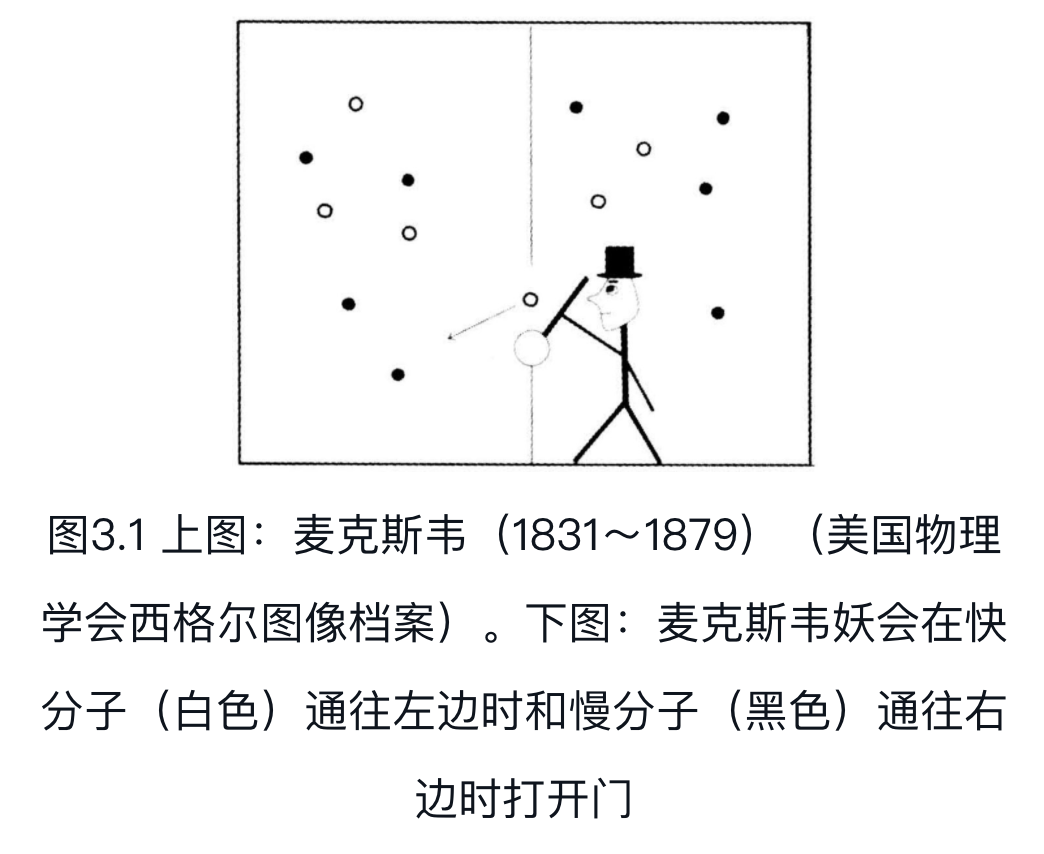 图3.1 上图：麦克斯韦（1831～1879）（美国物理
学会西格尔图像档案）。下图：麦克斯韦妖会在快
分子（白色）通往左边时和慢分子（黑色）通往右
边时打开门